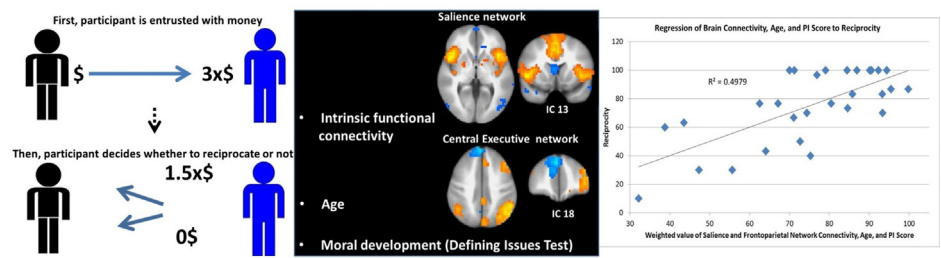 First, participant is entrusted with money
$
3x$
Then, participant decides whether to reciprocate or not
1.5x$
0$
Salience network
IC 13
• Intrinsic functional
connectivity
Central Executive network
IC 18
• Age
• Moral development (Defining Issues Test)
Regression of Brain Connectivity, Age, and PI Score to Reciprocity
R² = 0.4979
Reciprocity
120
100
80
60
40
20
0
30 40 50 60 70 80 90 100
Weighted value of Salience and Frontoparietal Network Connectivity, Age, and PI Score